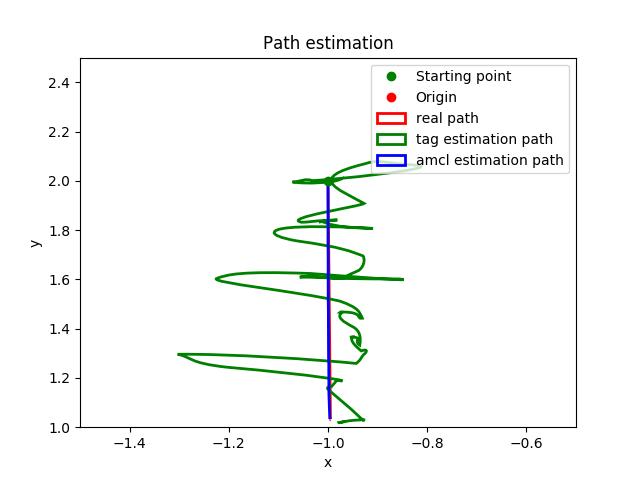 Path estimation
Starting point
Origin
real path
tag estimation path
amcl estimation path
y
2.4
2.2
2.0
1.8
1.6
1.4
1.2
1.0
−1.4
−1.2
−1.0
−0.8
−0.6
x